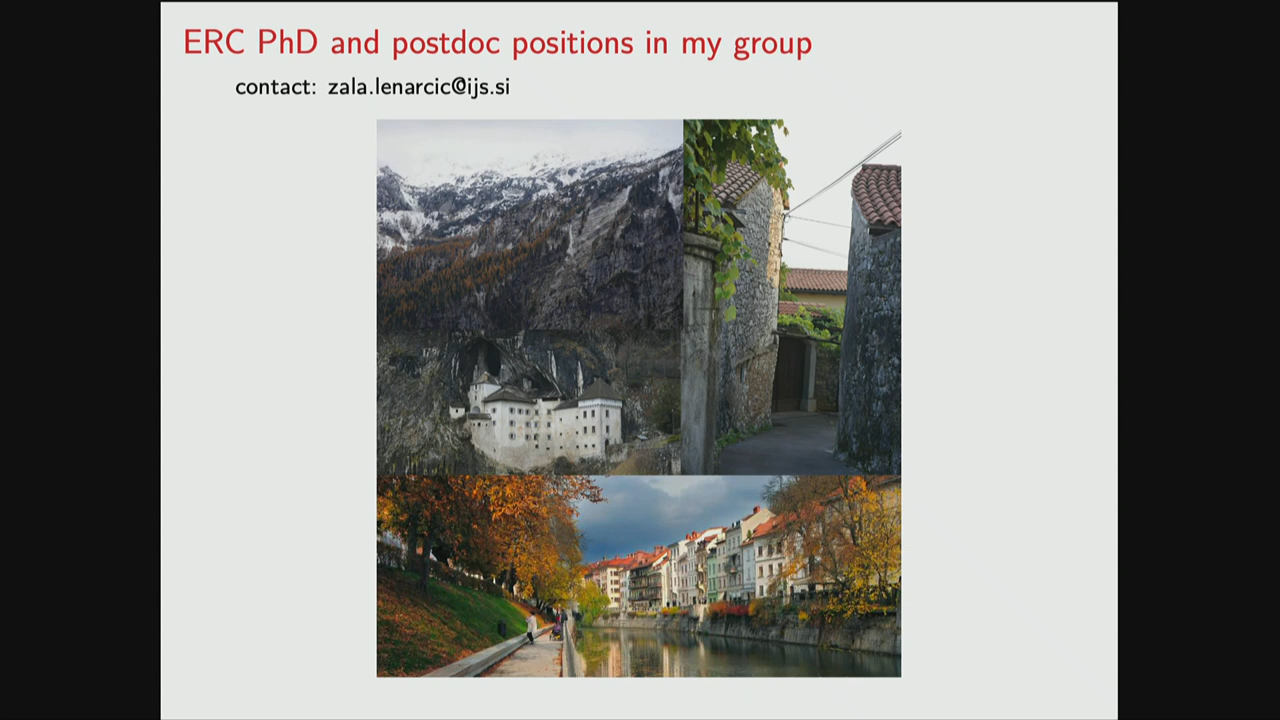 ERC PhD and postdoc positions in my group
contact: zala.lenarcic@ijs.si